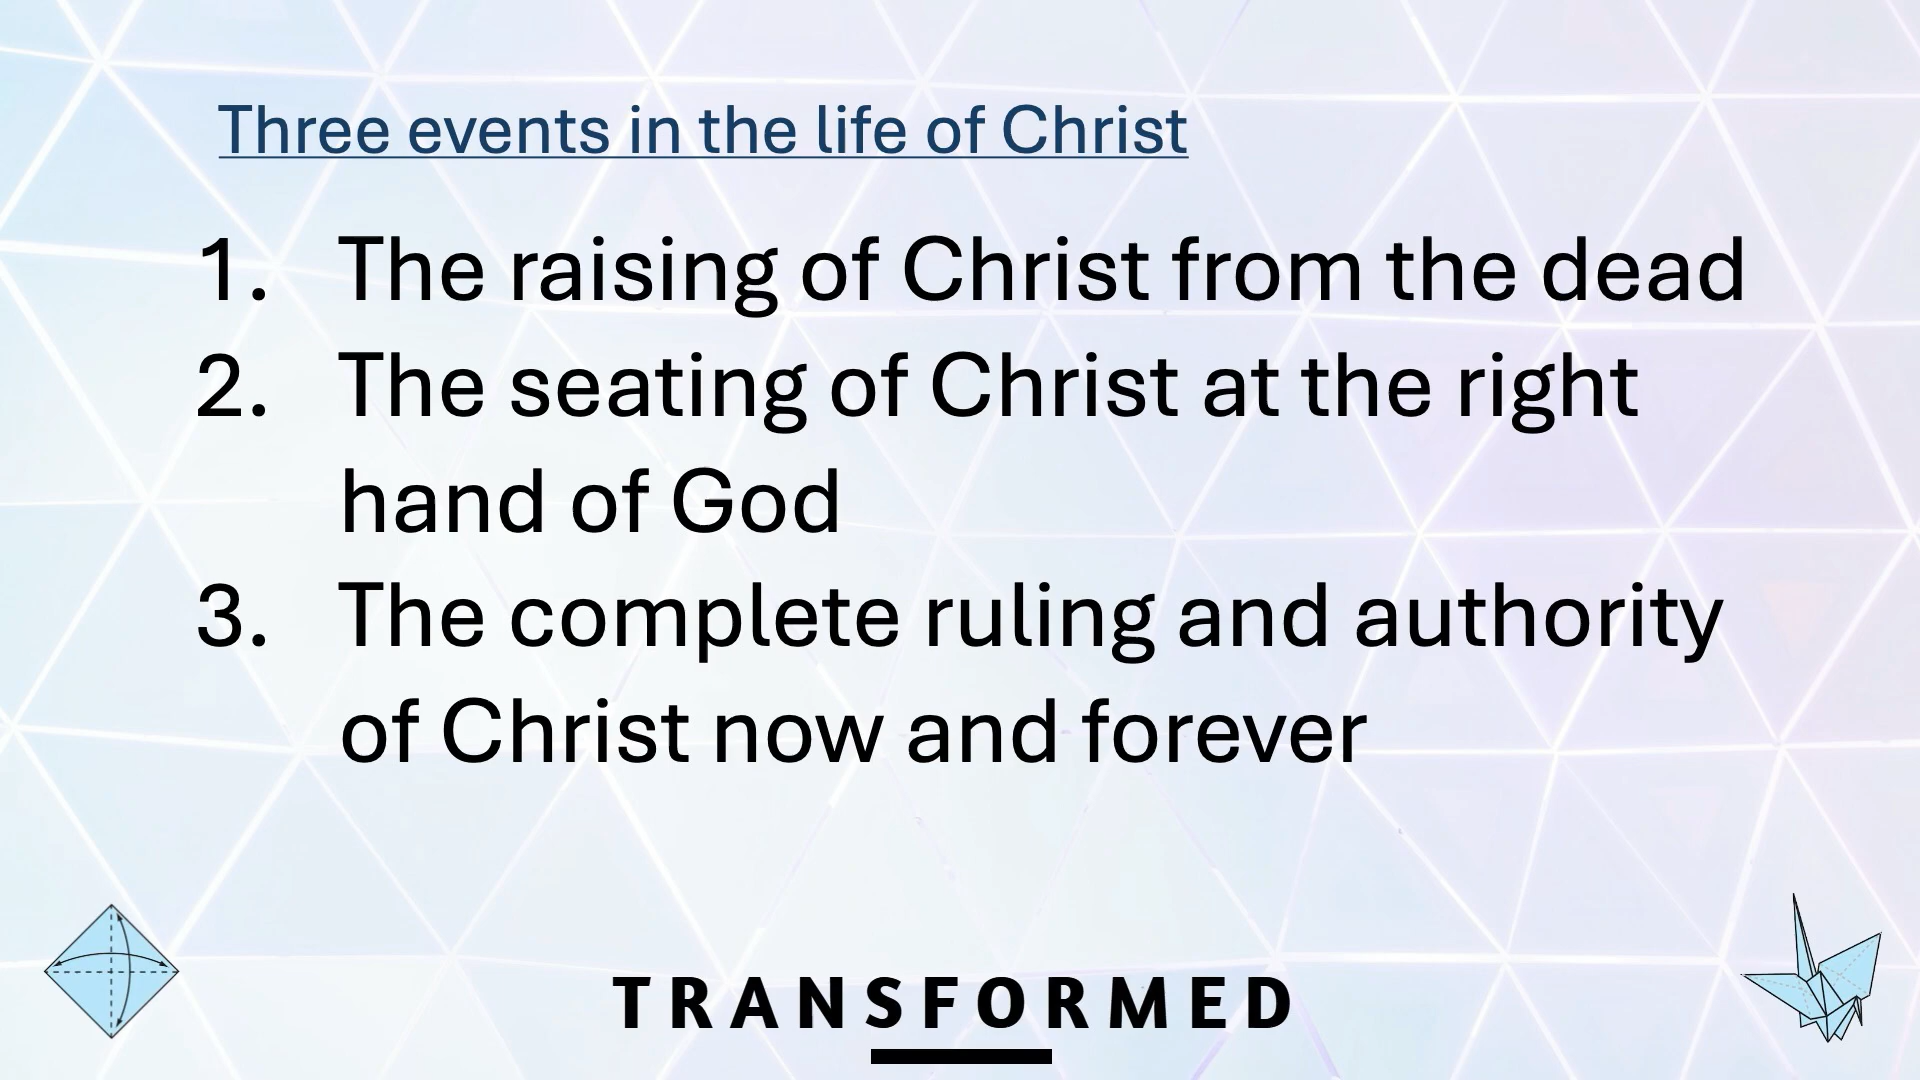 Three events in the life of Christ
1. The raising of Christ from the dead
2. The seating of Christ at the right
hand of God
3. The complete ruling and authority
of Christ now and forever
TRANSFORMED